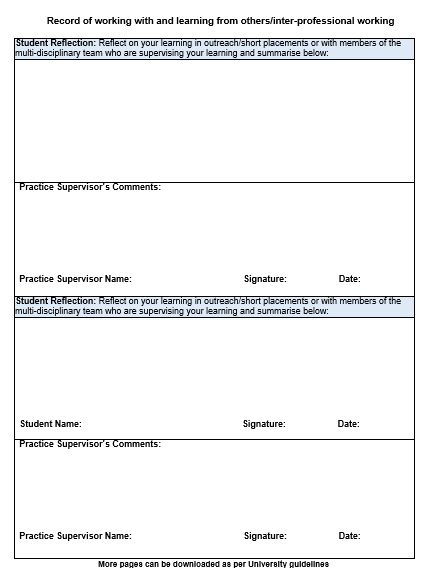 Record of working with and learning from others/inter-professional working
Student Reflection: Reflect on your learning in outreach/short placements or with members of the
multi-disciplinary team who are supervising your learning and summarise below:
Practice Supervisor's Comments:
Practice Supervisor Name: Signature: Date:
Student Reflection: Reflect on your learning in outreach/short placements or with members of the
multi-disciplinary team who are supervising your learning and summarise below:
Student Name: Signature: Date:
Practice Supervisor's Comments:
Practice Supervisor Name: Signature: Date:
More pages can be downloaded as per University guidelines